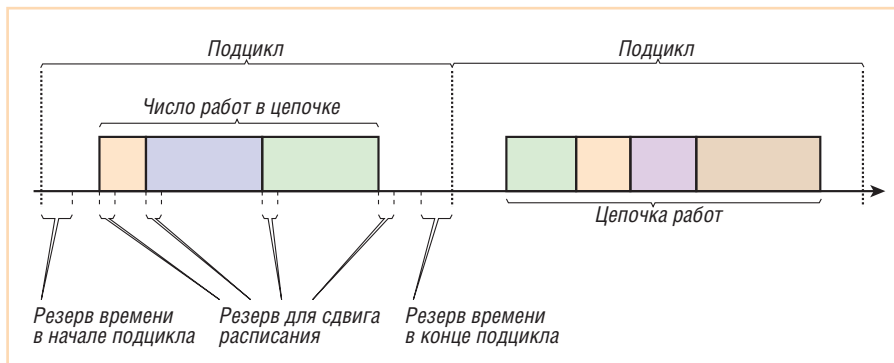 Подцикл
Подцикл
Число работ в цепочке
Цепочка работ
Резерв времени
в начале подцикла
Резерв для сдвига
расписания
Резерв времени
в конце подцикла